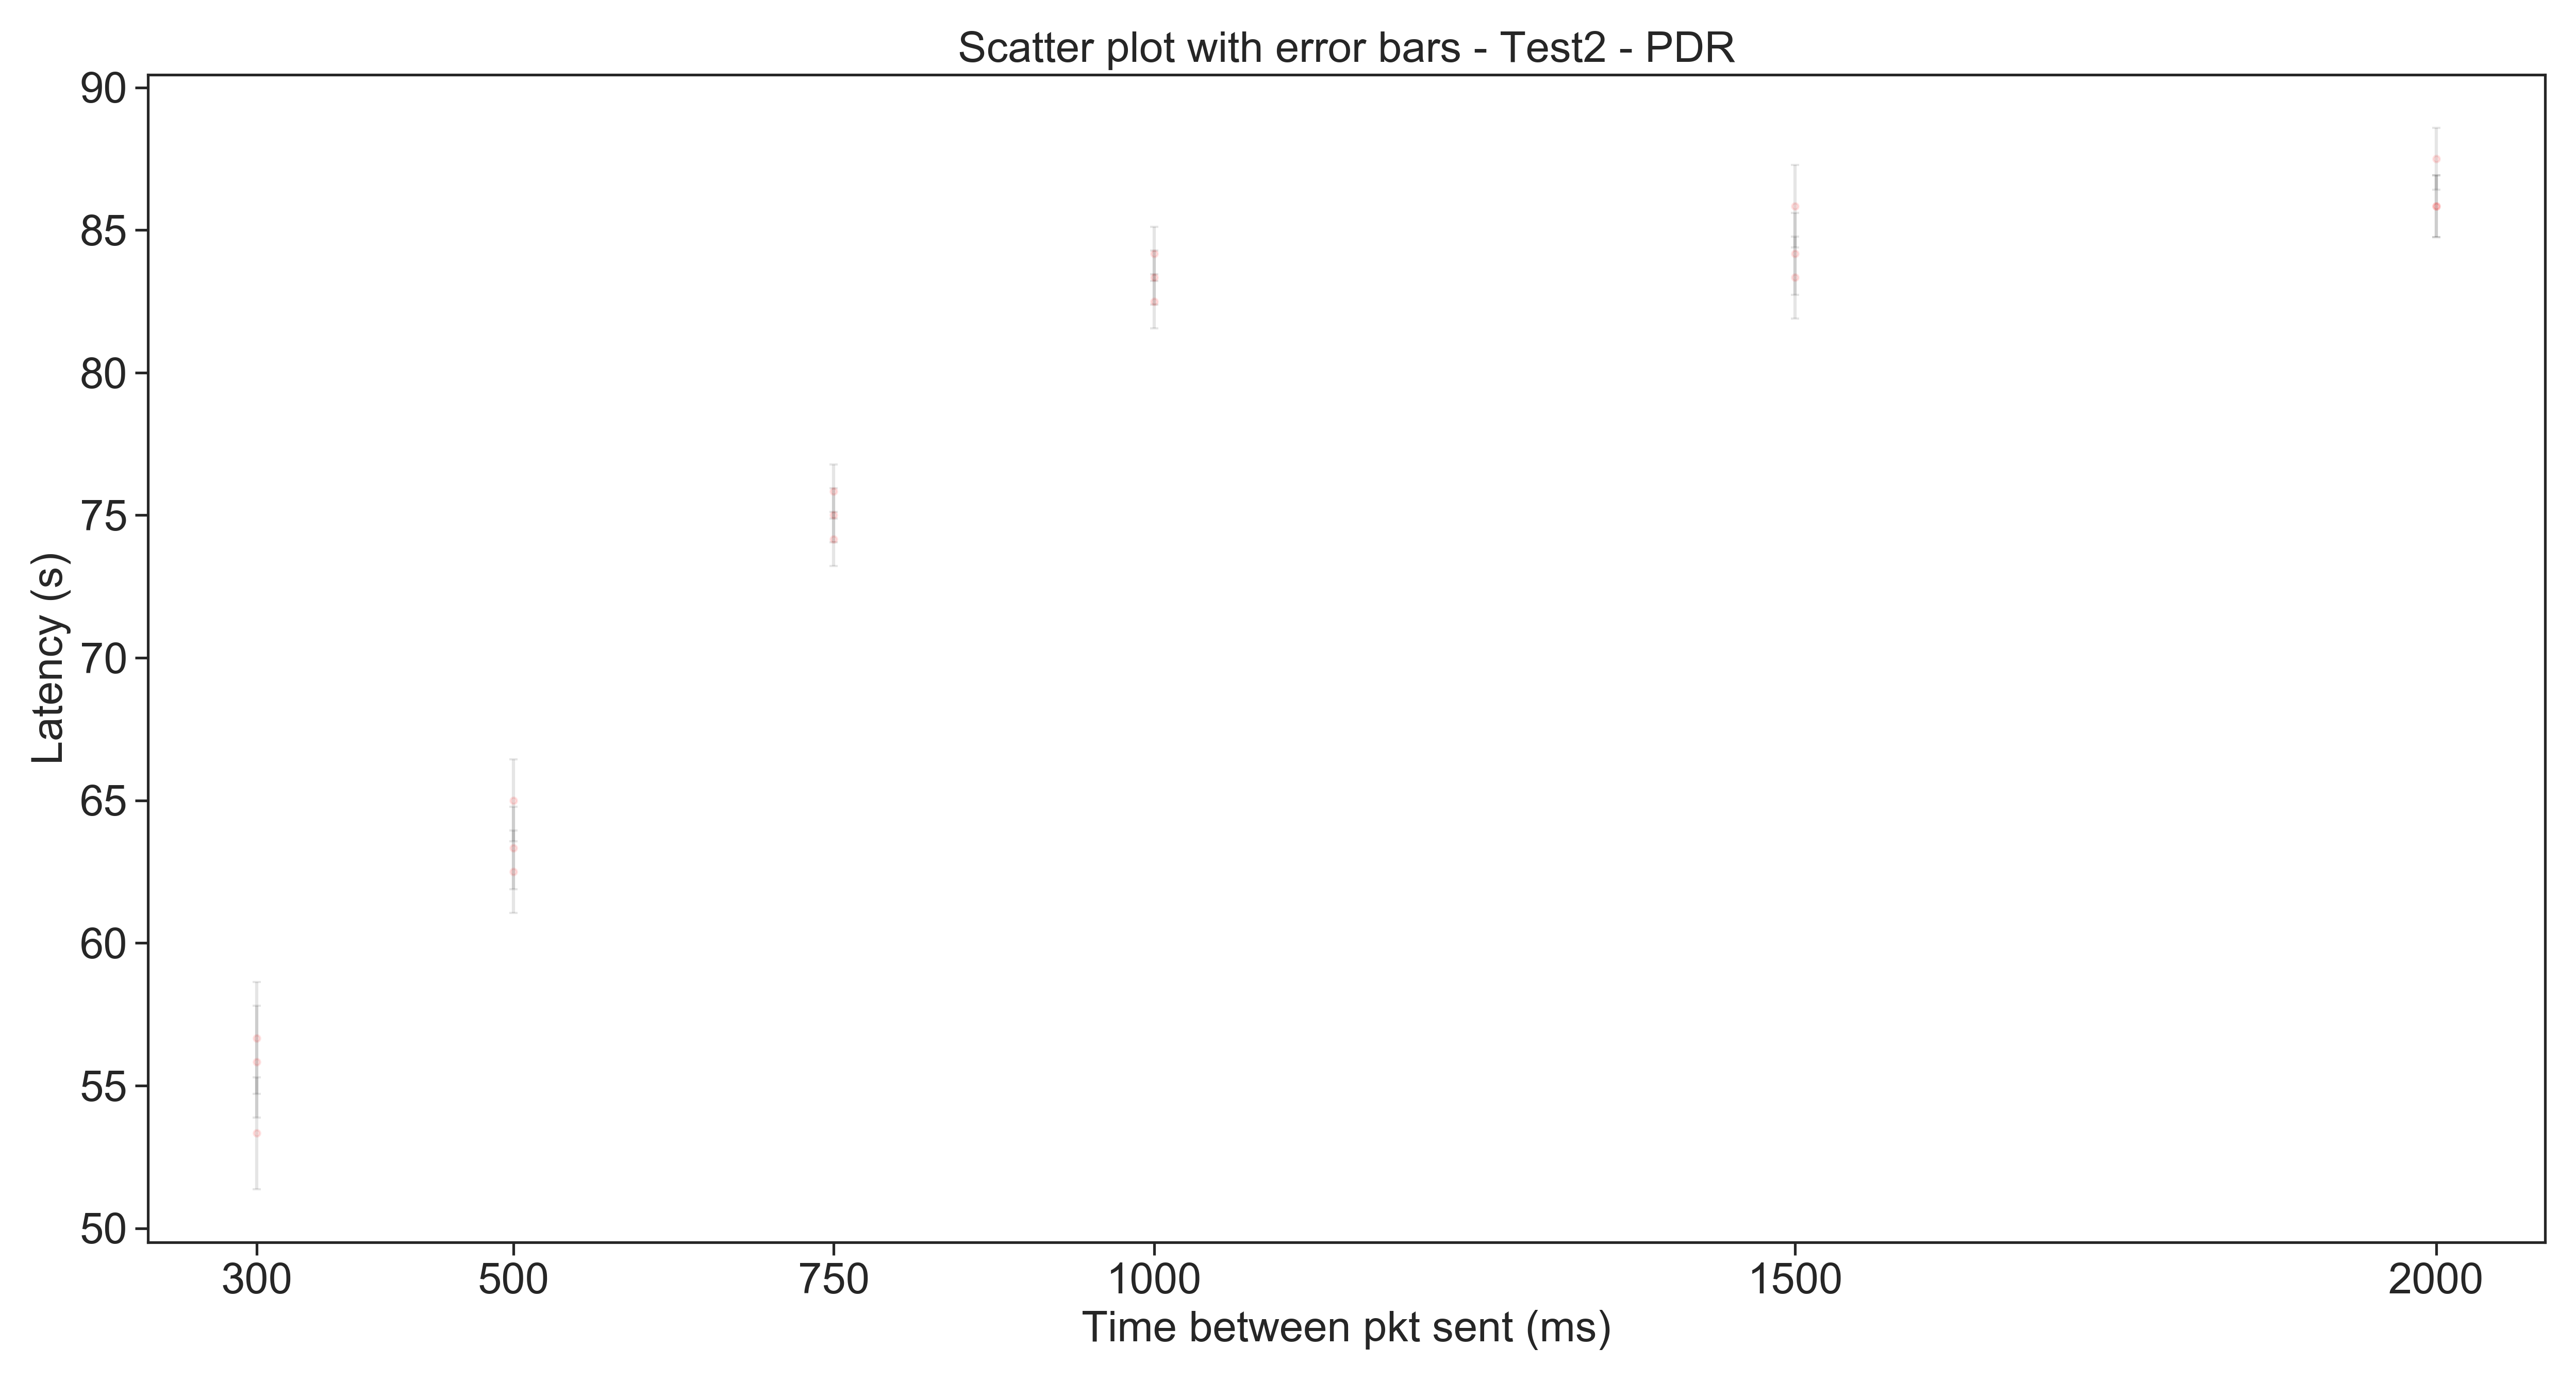 Scatter plot with error bars - Test2 - PDR
90
85
80
75
70
65
60
55
50
Latency (s)
300 500 750 1000 1500 2000
Time between pkt sent (ms)